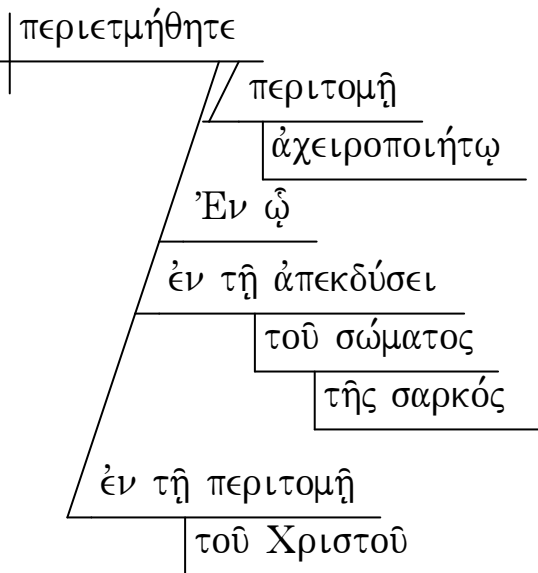 περιετμήθητε
περιτομῇ
ἀχειροποιήτῳ
Ἐν ᾧ
ἐν τῇ ἀπεκδύσει
τοῦ σώματος
τῆς σαρκός
ἐν τῇ περιτομῇ
τοῦ Χριστοῦ